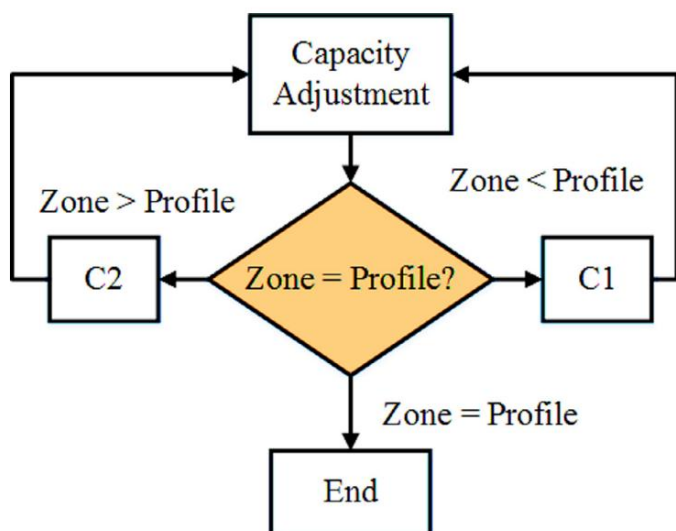 Capacity
Adjustment
Zone < Profile
Zone > Profile
C2
Zone = Profile?
C1
Zone = Profile
End